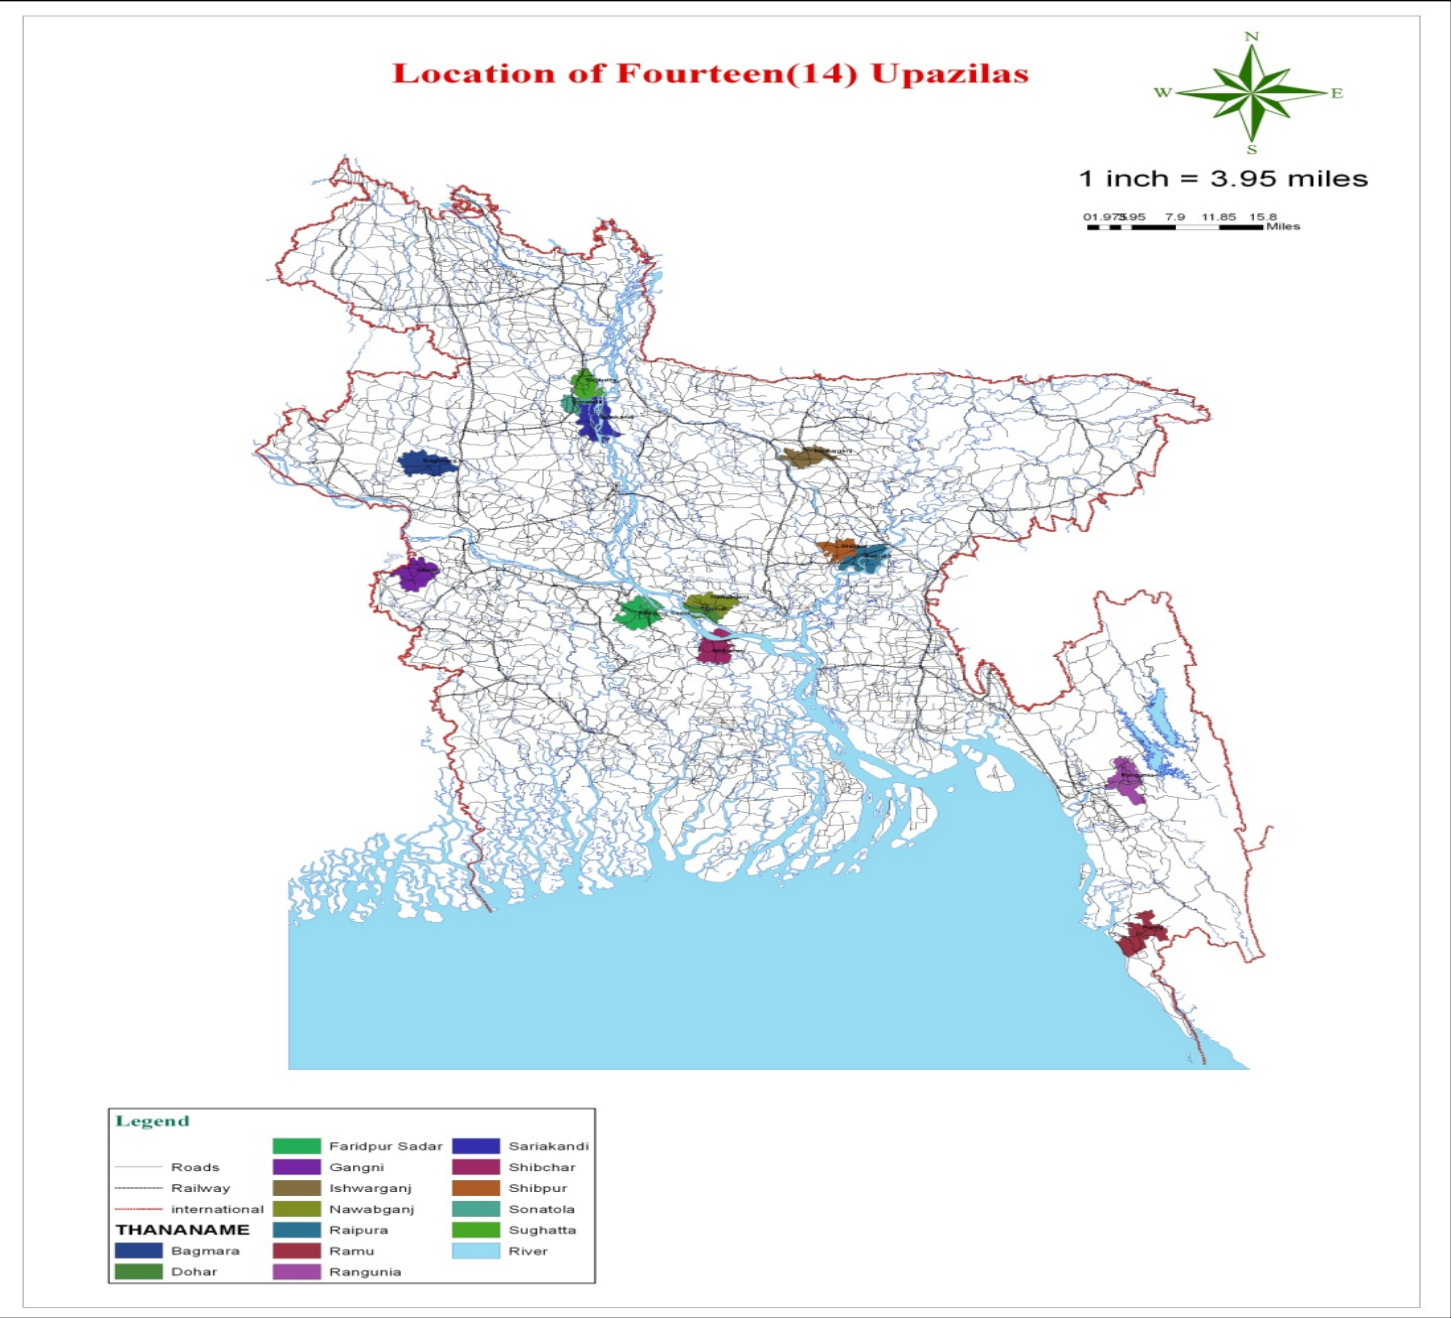 Location of Fourteen(14) Upazilas
N
W
E
S
1 inch = 3.95 miles
7.9 11.85 15.8
Miles
Legend
Roads
Railway
international
THANANAME
Bagmara
Dohar
Faridpur Sadar
Gangni
Ishwarganj
Nawabganj
Raipura
Ramu
Rangunia
Sariakandi
Shibchar
Shibpur
Sonatola
Sughatta
River